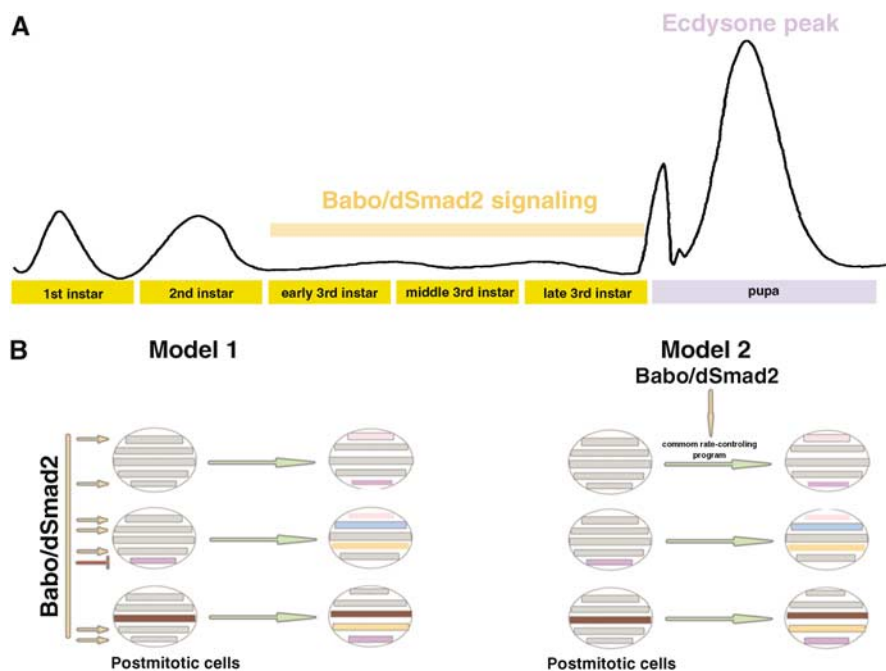 A
Ecdysone peak
Babo/dSmad2 signaling
1st instar
2nd instar
early 3rd instar
middle 3rd instar
late 3rd instar
pupa
B
Model 1
Babo/dSmad2
Postmitotic cells
Model 2
Babo/dSmad2
commom rate-controling
program
Postmitotic cells